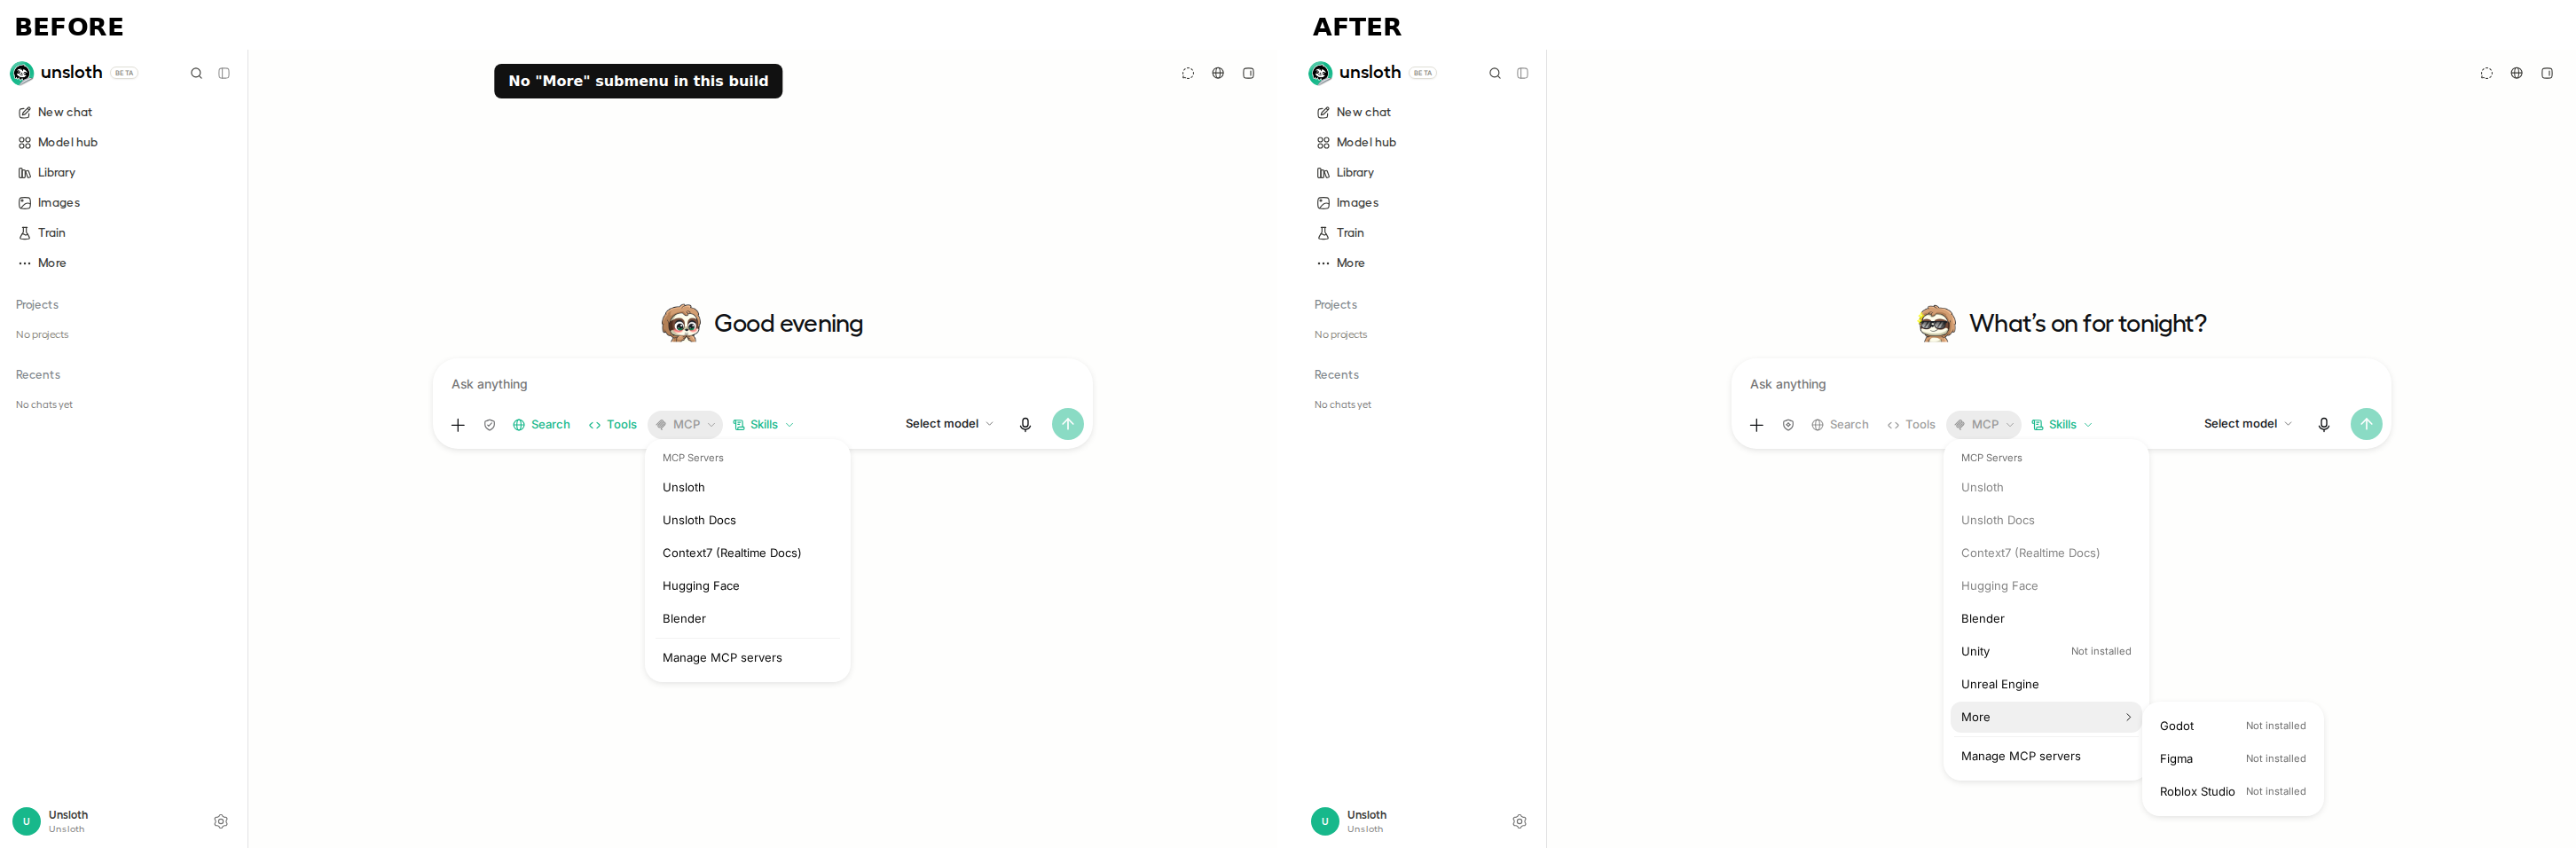 BEFORE
unsloth BETA
No "More" submenu in this build
New chat
Model hub
Library
Images
Train
More
Projects
No projects
Recents
No chats yet
Good evening
Ask anything
Search Tools MCP Skills Select model
MCP Servers
Unsloth
Unsloth Docs
Context7 (Realtime Docs)
Hugging Face
Blender
Manage MCP servers
U Unsloth
Unsloth
AFTER
unsloth BETA
New chat
Model hub
Library
Images
Train
More
Projects
No projects
Recents
No chats yet
What's on for tonight?
Ask anything
Search Tools MCP Skills Select model
MCP Servers
Unsloth
Unsloth Docs
Context7 (Realtime Docs)
Hugging Face
Blender
Unity Not installed
Unreal Engine
More
Godot Not installed
Figma Not installed
Roblox Studio Not installed
Manage MCP servers
U Unsloth
Unsloth